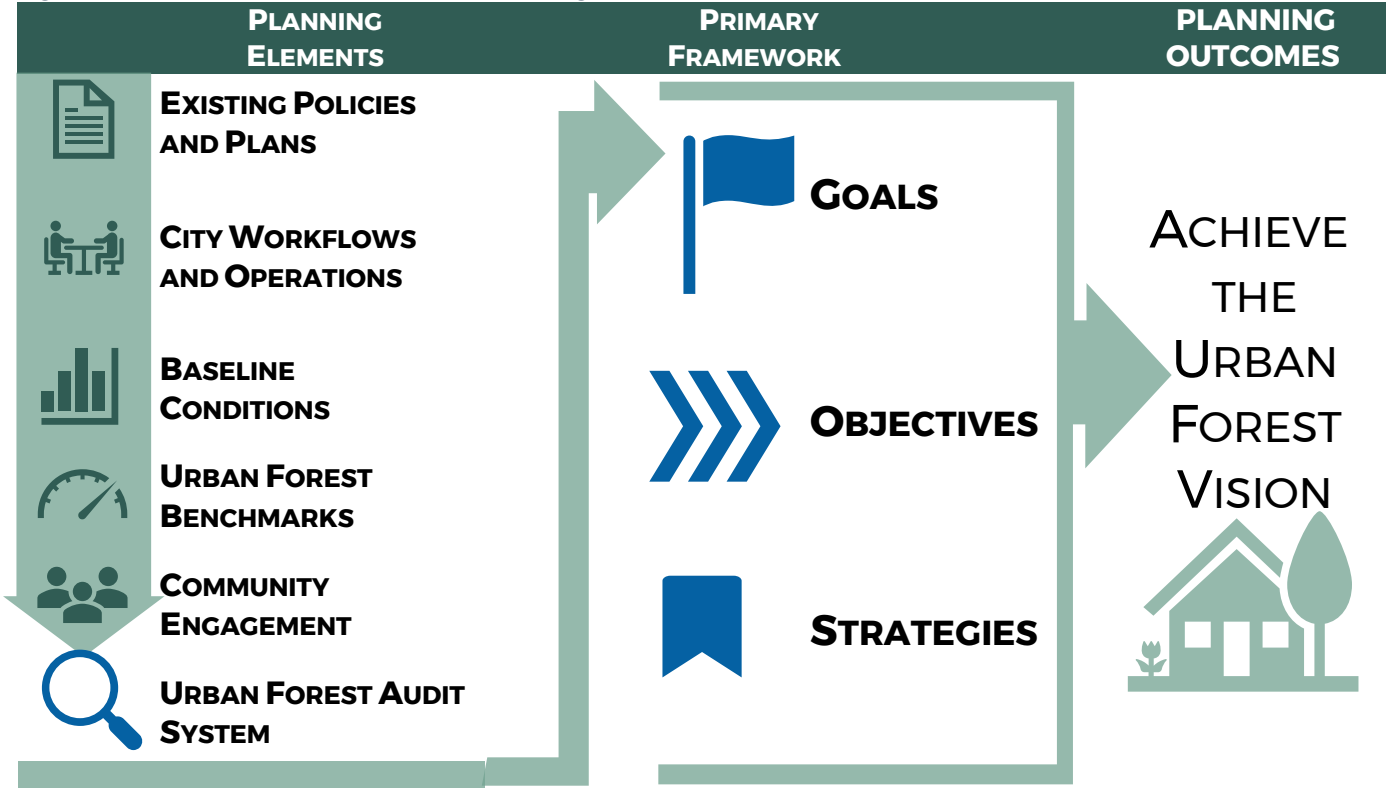 PLANNING
ELEMENTS
PRIMARY
FRAMEWORK
PLANNING
OUTCOMES
EXISTING POLICIES
AND PLANS
CITY WORKFLOWS
AND OPERATIONS
BASELINE
CONDITIONS
URBAN FOREST
BENCHMARKS
COMMUNITY
ENGAGEMENT
URBAN FOREST AUDIT
SYSTEM
GOALS
OBJECTIVES
STRATEGIES
ACHIEVE
THE
URBAN
FOREST
VISION